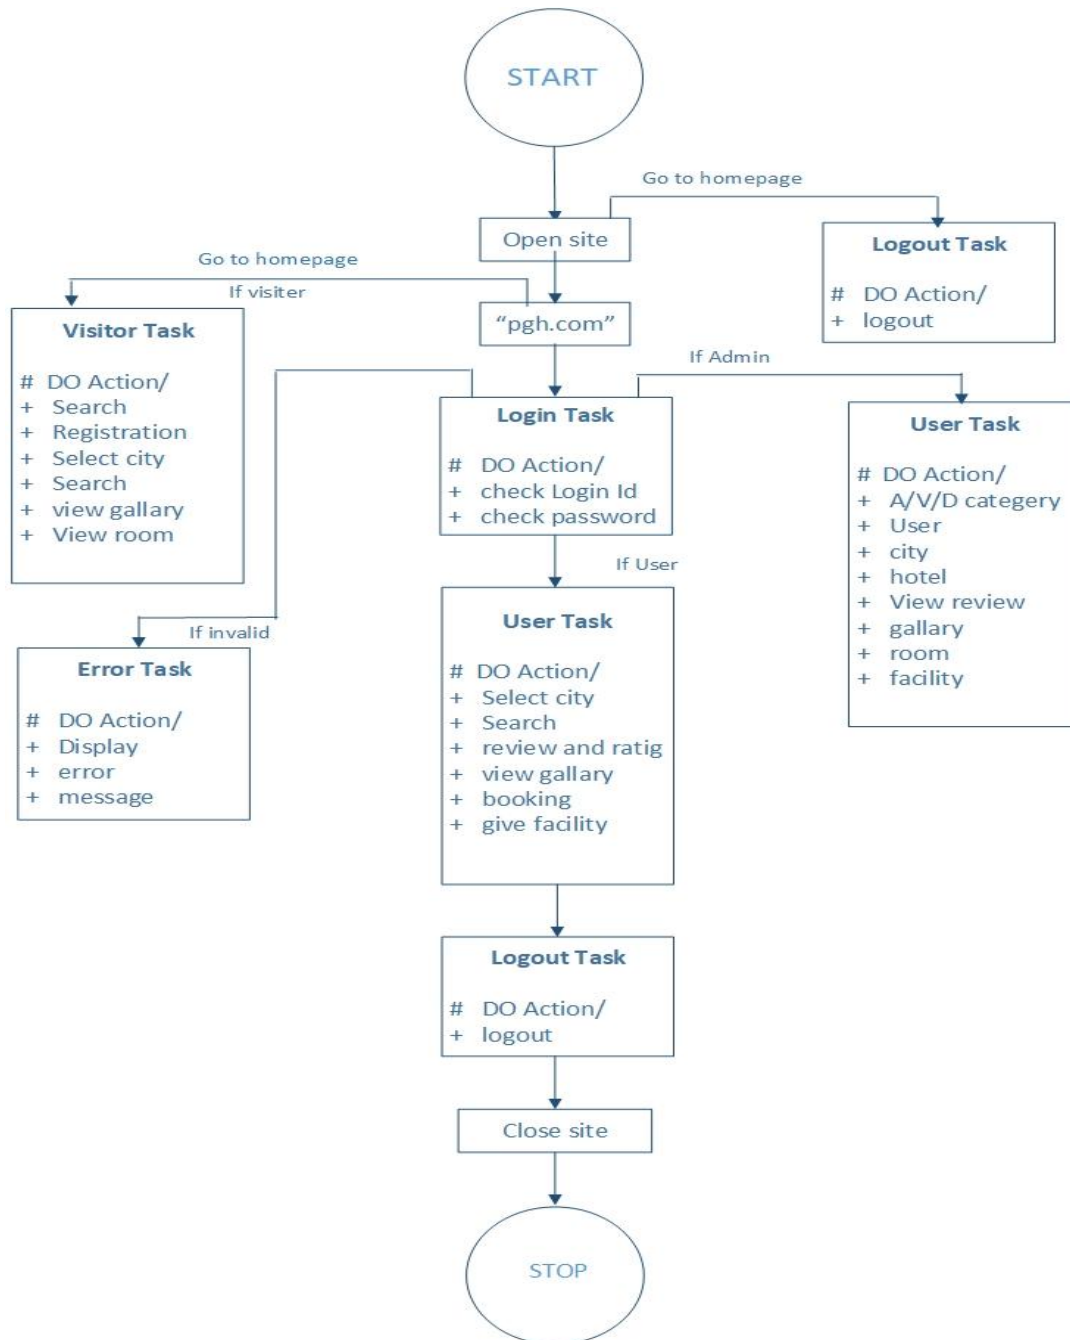 START
Go to homepage
Open site
Logout Task
# DO Action/
+ logout
Go to homepage
If visiter
"pgh.com"
Visitor Task
# DO Action/
+ Search
+ Registration
+ Select city
+ Search
+ view gallary
+ View room
If Admin
Login Task
# DO Action/
+ check Login Id
+ check password
User Task
# DO Action/
+ A/V/D categery
+ User
+ city
+ hotel
+ View review
+ gallary
+ room
+ facility
If User
If invalid
Error Task
# DO Action/
+ Display
+ error
+ message
User Task
# DO Action/
+ Select city
+ Search
+ review and ratig
+ view gallary
+ booking
+ give facility
Logout Task
# DO Action/
+ logout
Close site
STOP